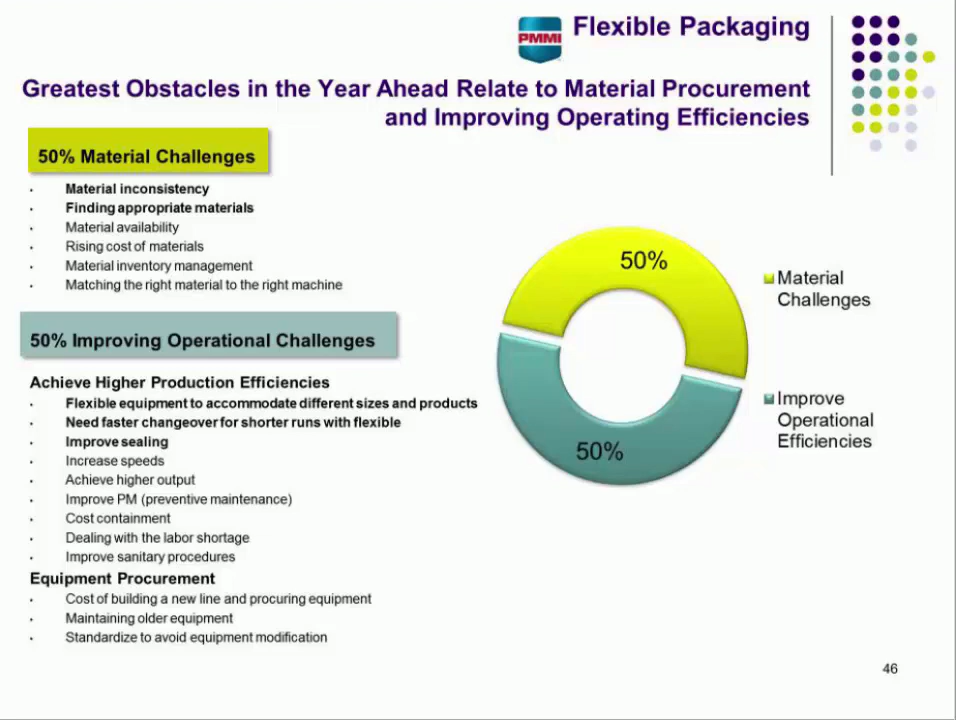 PMMI
Flexible Packaging
Greatest Obstacles in the Year Ahead Relate to Material Procurement
and Improving Operating Efficiencies
50% Material Challenges
• Material inconsistency
• Finding appropriate materials
• Material availability
• Rising cost of materials
• Material inventory management
• Matching the right material to the right machine
50% Improving Operational Challenges
Achieve Higher Production Efficiencies
• Flexible equipment to accommodate different sizes and products
• Need faster changeover for shorter runs with flexible
• Improve sealing
• Increase speeds
• Achieve higher output
• Improve PM (preventive maintenance)
• Cost containment
• Dealing with the labor shortage
• Improve sanitary procedures
Equipment Procurement
• Cost of building a new line and procuring equipment
• Maintaining older equipment
• Standardize to avoid equipment modification
50%
50%
Material
Challenges
Improve
Operational
Efficiencies
46